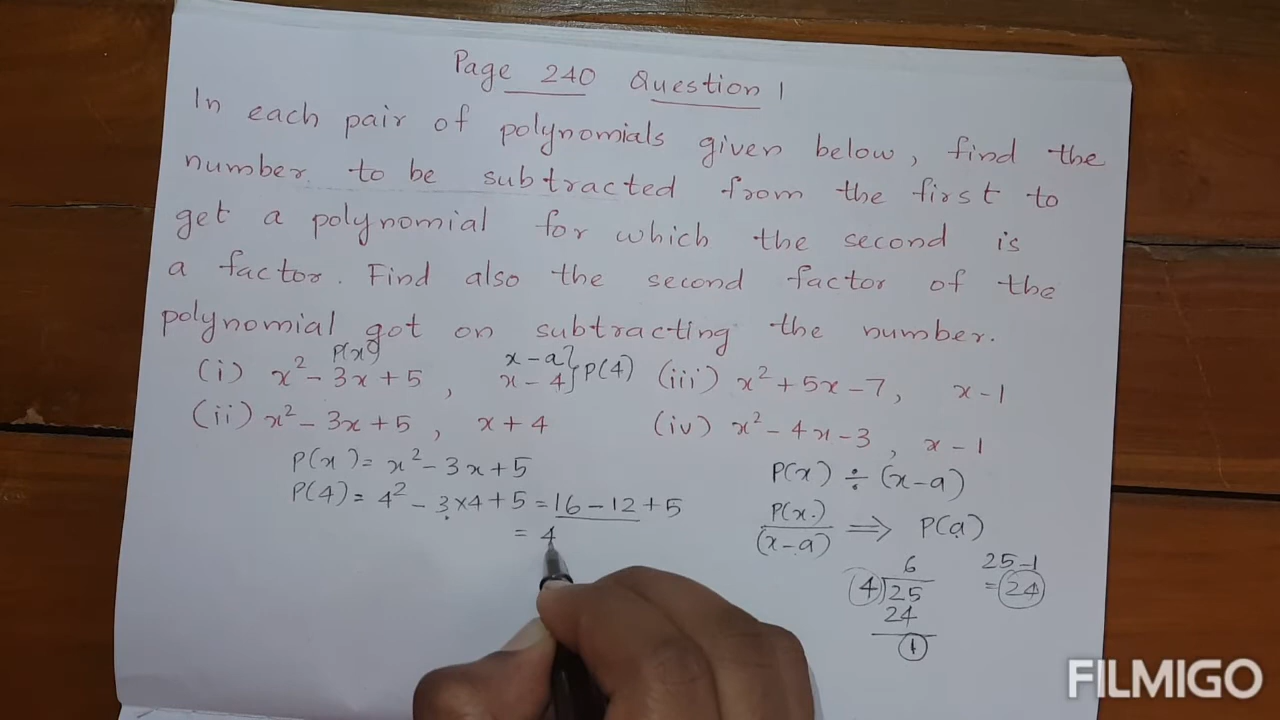 Page 240 Question 1
In each pair of polynomials given below, find the
number to be subtracted from the first to
get a polynomial for which the second is
a factor. Find also the second factor of the
polynomial got on subtracting the number.
P(x)
x-a
(i) x² - 3x + 5 , x - 4 } P(4) (iii) x² + 5x - 7, x - 1
(ii) x² - 3x + 5 , x + 4 (iv) x² - 4x - 3 , x - 1
P(x) = x² - 3x + 5
P(4) = 4² - 3 × 4 + 5 = 16 - 12 + 5
= 4
P(x) ÷ (x-a)
P(x)
(x-a) ⟹ P(a)
6
4)25
24
1
25-1
= 24
FILMIGO